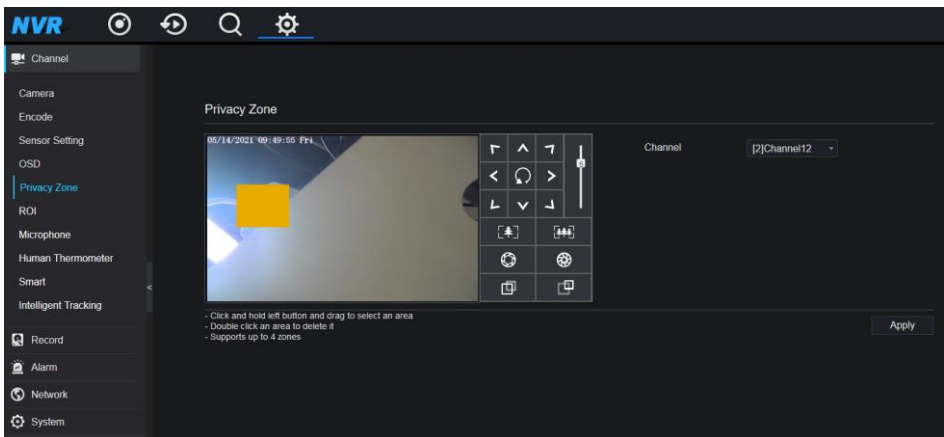 NVR
Channel
Camera
Encode
Sensor Setting
OSD
Privacy Zone
ROI
Microphone
Human Thermometer
Smart
Intelligent Tracking
Record
Alarm
Network
System
Privacy Zone
05/14/2021 09:49:55 Fri
Channel
[2]Channel12
- Click and hold left button and drag to select an area
- Double click an area to delete it
- Supports up to 4 zones
Apply